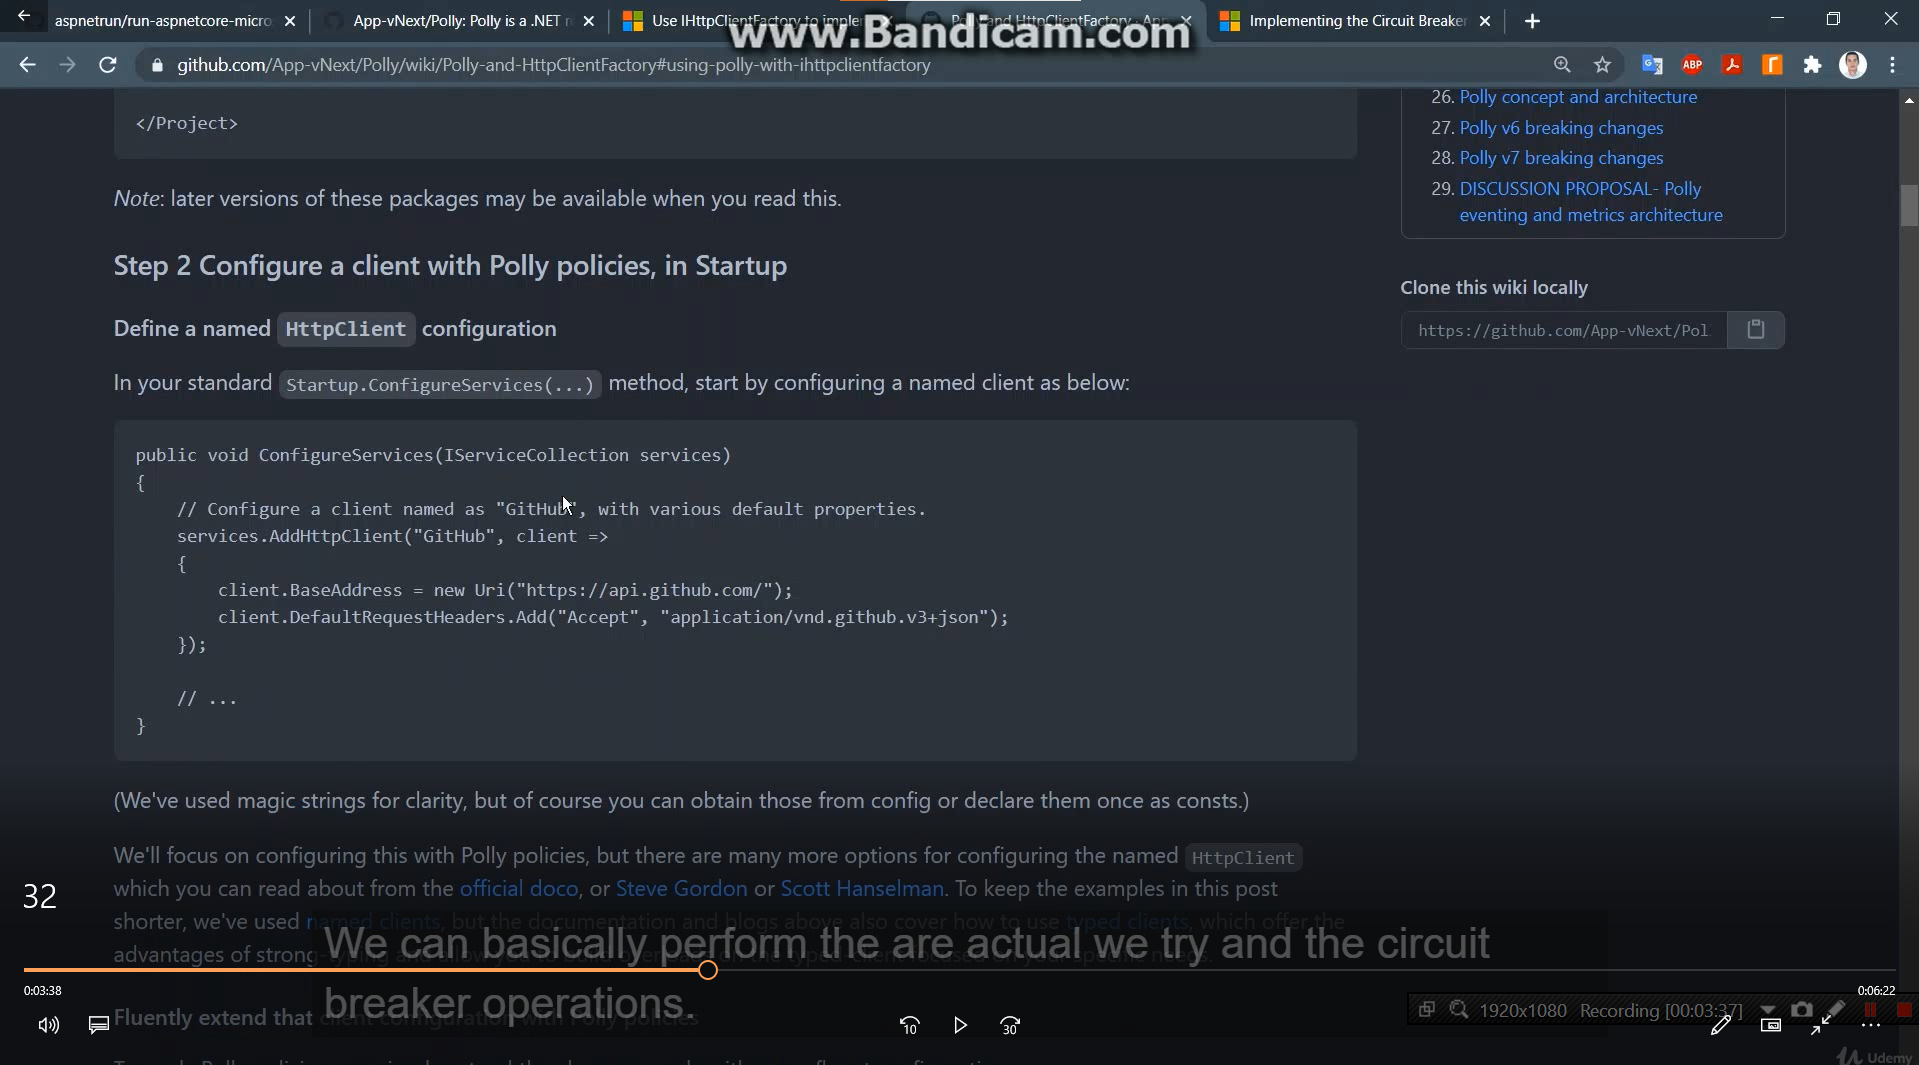 aspnetrun/run-aspnetcore-micro
App-vNext/Polly: Polly is a .NET r
Use IHttpClientFactory to implem
Polly and HttpClientFactory · App
Implementing the Circuit Breaker
www.Bandicam.com
github.com/App-vNext/Polly/wiki/Polly-and-HttpClientFactory#using-polly-with-ihttpclientfactory
ABP
</Project>
Note: later versions of these packages may be available when you read this.
Step 2 Configure a client with Polly policies, in Startup
Define a named HttpClient configuration
In your standard Startup.ConfigureServices(...) method, start by configuring a named client as below:
public void ConfigureServices(IServiceCollection services)
{
// Configure a client named as "GitHub", with various default properties.
services.AddHttpClient("GitHub", client =>
{
client.BaseAddress = new Uri("https://api.github.com/");
client.DefaultRequestHeaders.Add("Accept", "application/vnd.github.v3+json");
});
// ...
}
(We've used magic strings for clarity, but of course you can obtain those from config or declare them once as consts.)
We'll focus on configuring this with Polly policies, but there are many more options for configuring the named HttpClient
which you can read about from the official doco, or Steve Gordon or Scott Hanselman. To keep the examples in this post
shorter, we've used named clients, but the documentation and blogs above also cover how to use typed clients, which offer the
advantages of strong-
Fluently extend that client configuration with Polly policies
26. Polly concept and architecture
27. Polly v6 breaking changes
28. Polly v7 breaking changes
29. DISCUSSION PROPOSAL- Polly
eventing and metrics architecture
Clone this wiki locally
https://github.com/App-vNext/Pol
32
We can basically perform the are actual we try and the circuit
breaker operations.
0:03:38
0:06:22
10
30
1920x1080 Recording [00:03:37]
Udemy